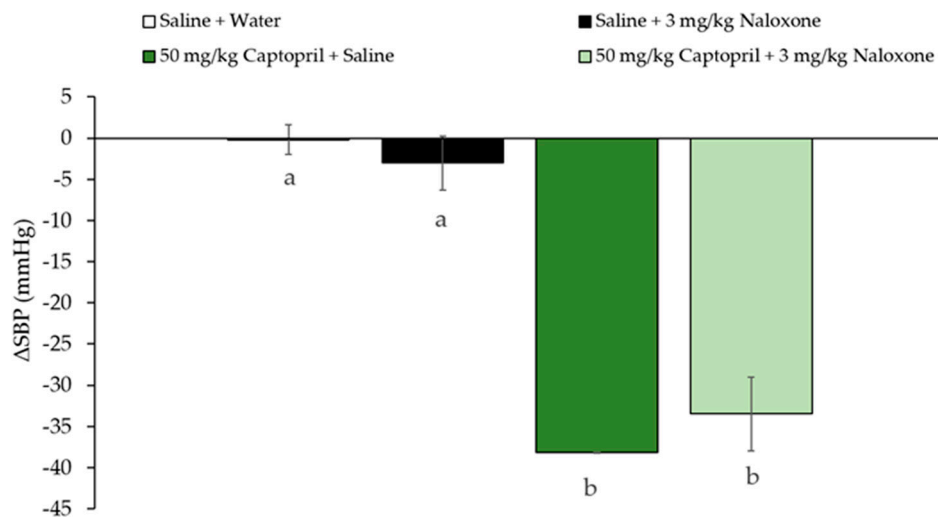 Saline + Water
Saline + 3 mg/kg Naloxone
50 mg/kg Captopril + Saline
50 mg/kg Captopril + 3 mg/kg Naloxone
ΔSBP (mmHg)
5
0
-5
-10
-15
-20
-25
-30
-35
-40
-45
a
a
b
b